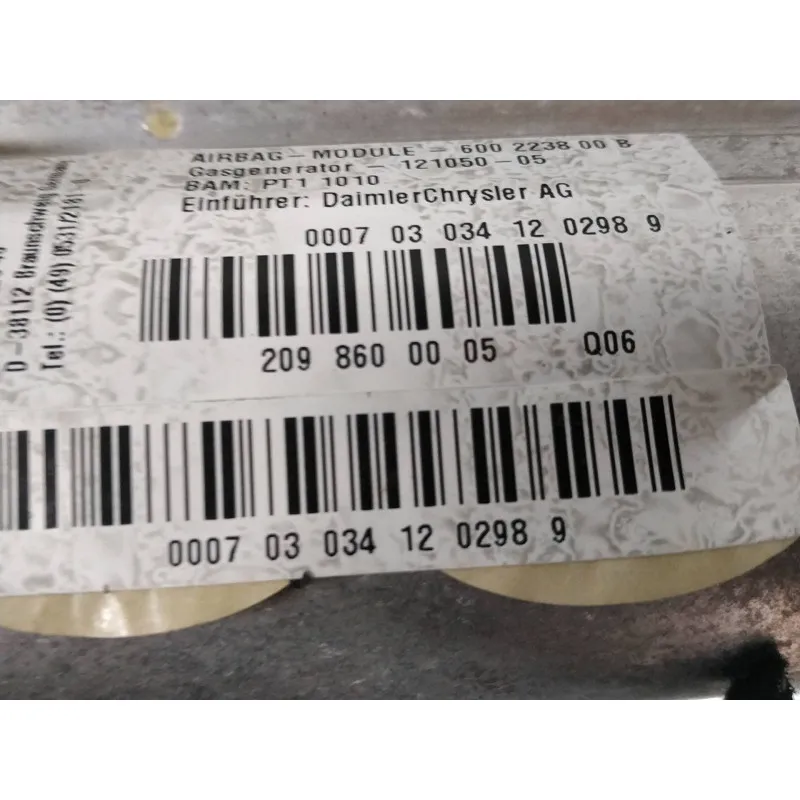 AIRBAG-MODULE - 600 2238 00 B
Gasgenerator - 121050-05
BAM: PT1 1010
Einführer: DaimlerChrysler AG
0007 03 034 12 0298 9
209 860 00 05 Q06
D-38112 Braunschweig Germany
Tel.: (0) (49) 0531/2181-
0007 03 034 12 0298 9